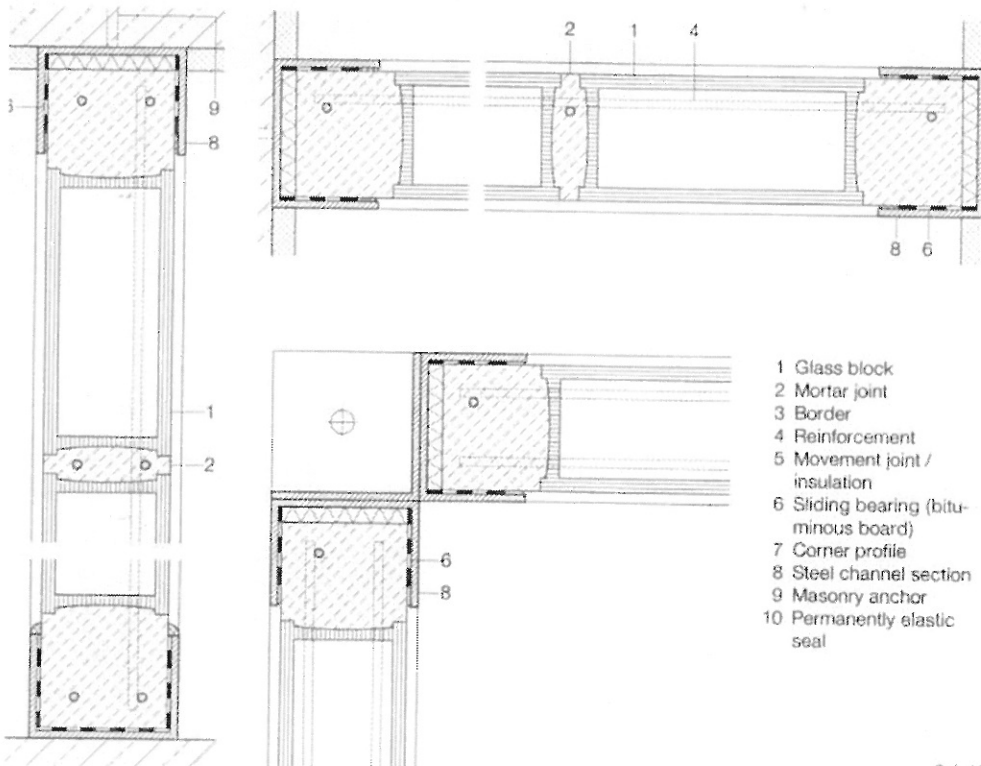 2 1 4
6
9
8
8 6
1
2
6
8
1 Glass block
2 Mortar joint
3 Border
4 Reinforcement
5 Movement joint /
insulation
6 Sliding bearing (bitu-
minous board)
7 Corner profile
8 Steel channel section
9 Masonry anchor
10 Permanently elastic
seal